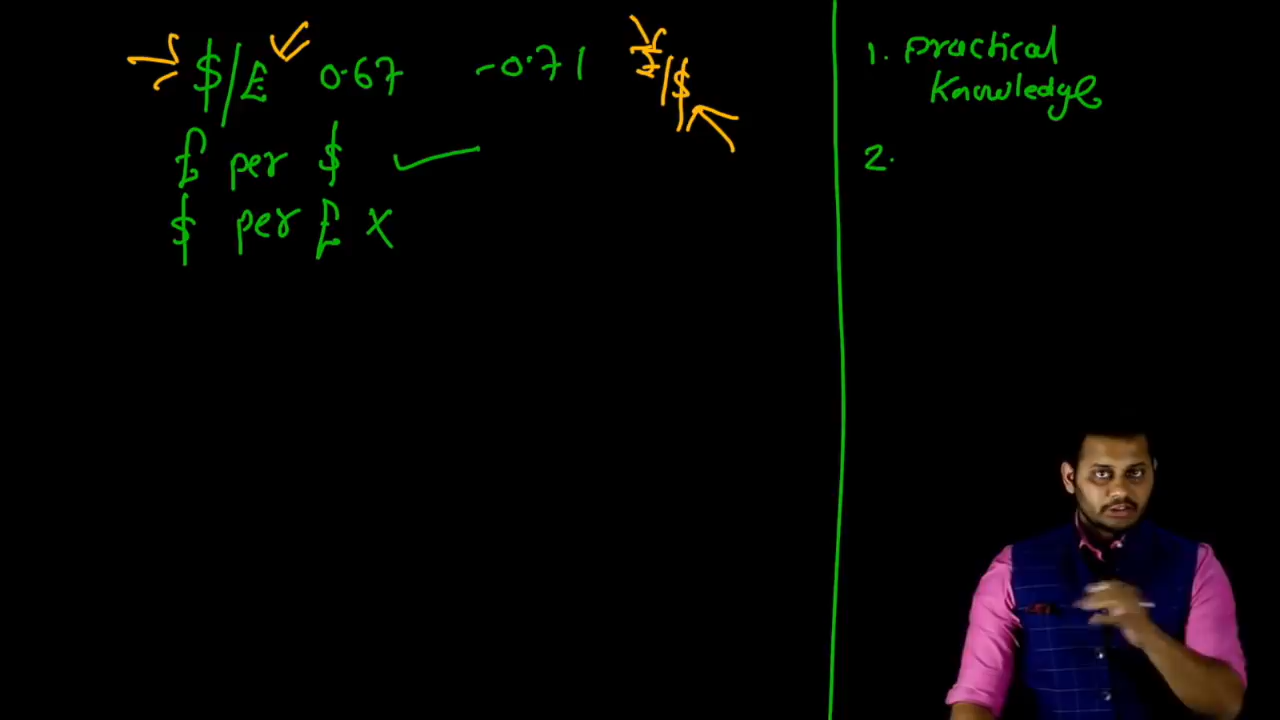 $/£ 0.67 -0.71 ₹/$
£ per $ ✓
$ per £ X
1. Practical
Knowledge
2.